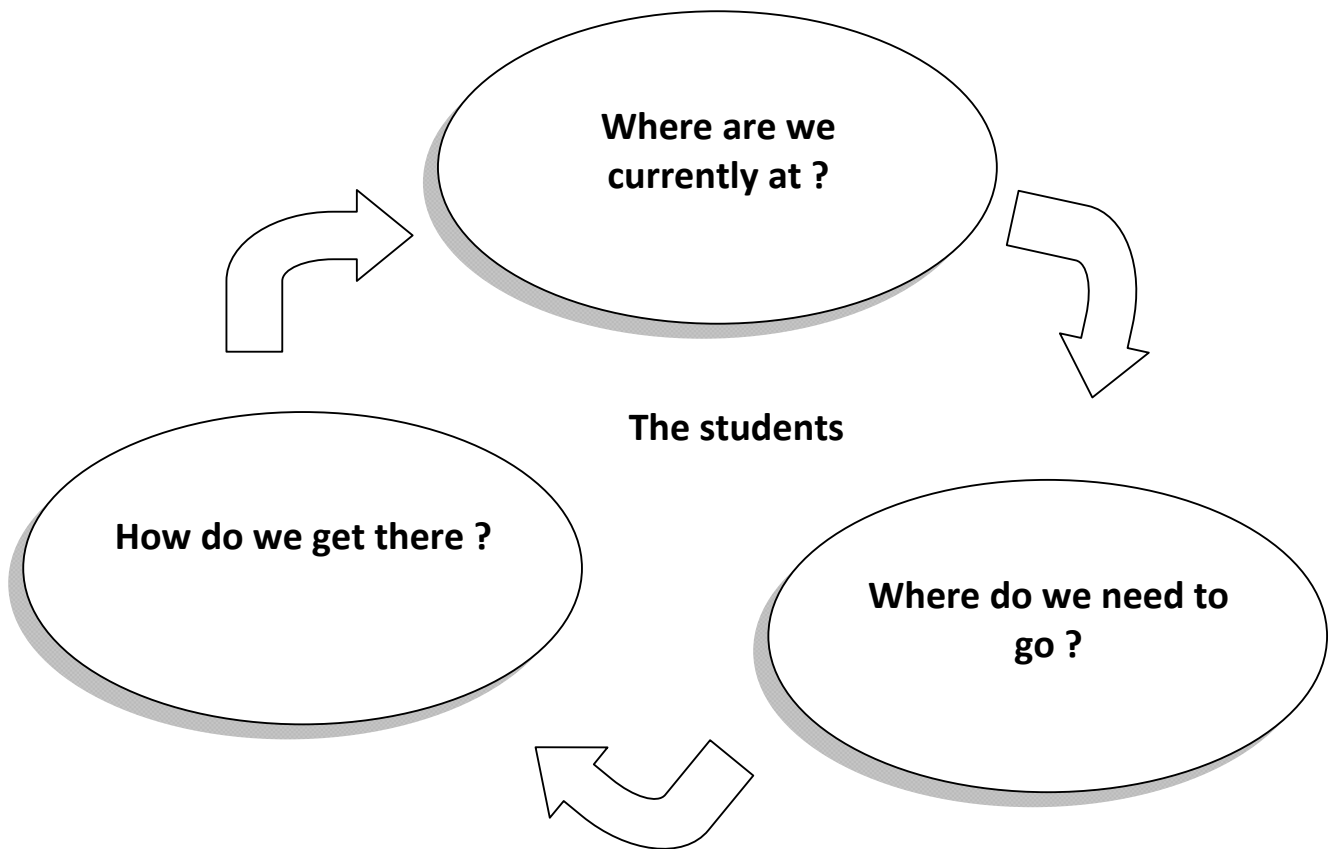 Where are we
currently at ?
The students
How do we get there ?
Where do we need to
go ?